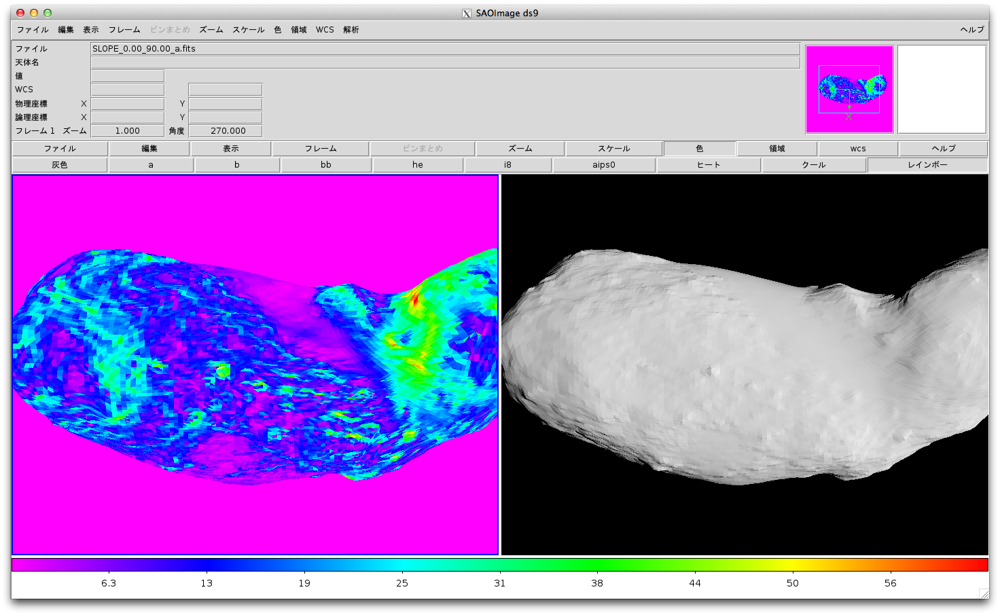 SAOImage ds9
ファイル 編集 表示 フレーム ビンまとめ ズーム スケール 色 領域 WCS 解析 ヘルプ
ファイル SLOPE_0.00_90.00_a.fits
天体名
値
WCS
物理座標 X Y
論理座標 X Y
フレーム 1 ズーム 1.000 角度 270.000
X
ファイル 編集 表示 フレーム ビンまとめ ズーム スケール 色 領域 wcs ヘルプ
灰色 a b bb he i8 aips0 ヒート クール レインボー
6.3 13 19 25 31 38 44 50 56